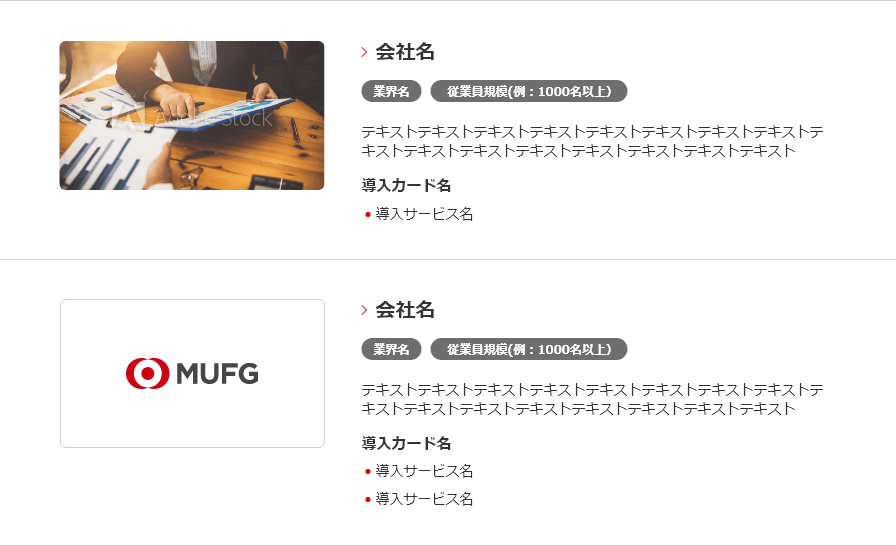 会社名
業界名 従業員規模(例：1000名以上)
Adobe Stock
テキストテキストテキストテキストテキストテキストテキストテキストテ
キストテキストテキストテキストテキストテキストテキストテキスト
導入カード名
導入サービス名
会社名
業界名 従業員規模(例：1000名以上)
MUFG
テキストテキストテキストテキストテキストテキストテキストテキストテ
キストテキストテキストテキストテキストテキストテキストテキスト
導入カード名
導入サービス名
導入サービス名